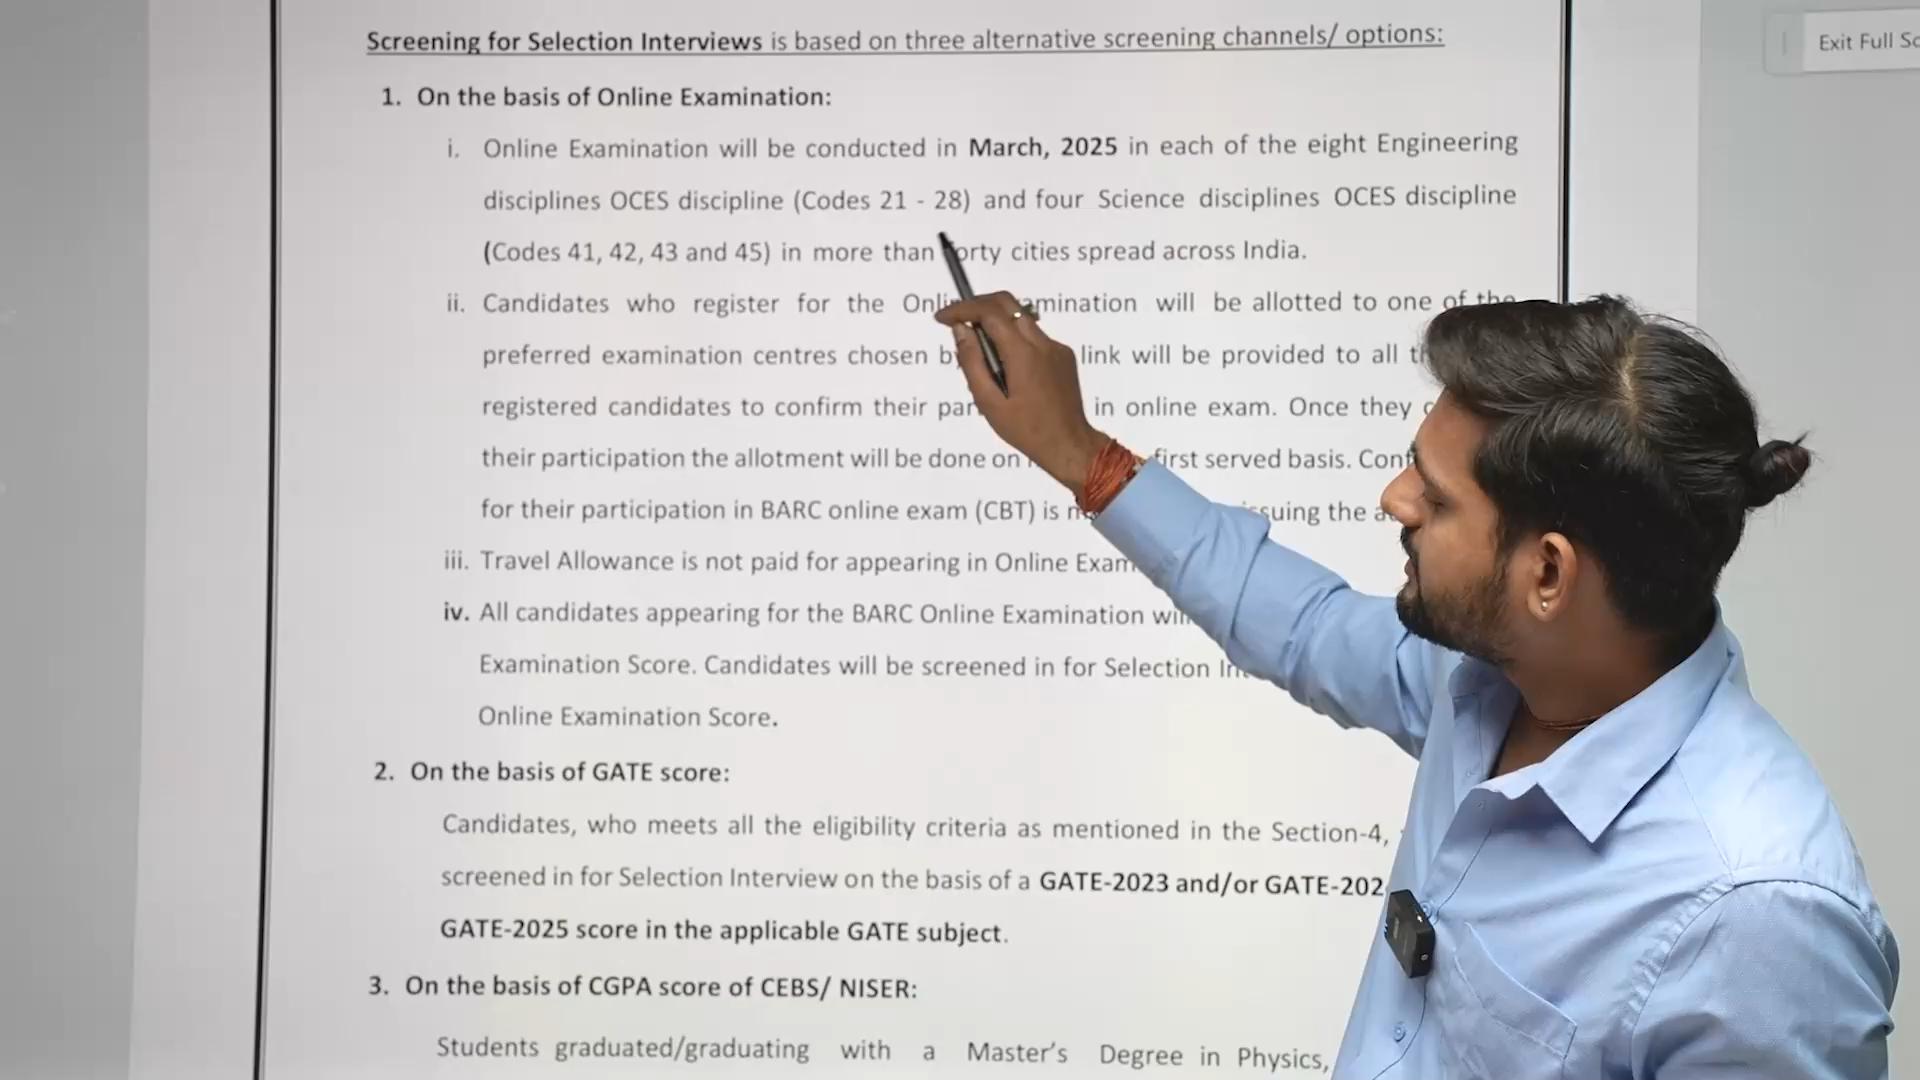 Exit Full
Screening for Selection Interviews is based on three alternative screening channels/ options:
1. On the basis of Online Examination:
i. Online Examination will be conducted in March, 2025 in each of the eight Engineering
disciplines OCES discipline (Codes 21 - 28) and four Science disciplines OCES discipline
(Codes 41, 42, 43 and 45) in more than cities spread across India.
ii. Candidates who register for the will be allotted to one of the
preferred examination centres chosen link will be provided to all
registered candidates to confirm their in online exam. Once they
their participation the allotment will be done on first served basis.
for their participation in BARC online exam (CBT) is the
iii. Travel Allowance is not paid for appearing in Online
iv. All candidates appearing for the BARC Online Examination
Examination Score. Candidates will be screened in for Selection
Online Examination Score.
2. On the basis of GATE score:
Candidates, who meets all the eligibility criteria as mentioned in the Section-4,
screened in for Selection Interview on the basis of a GATE-2023 and/or
GATE-2025 score in the applicable GATE subject.
3. On the basis of CGPA score of CEBS/ NISER:
Students graduated/graduating with a Master's Degree in Physics,